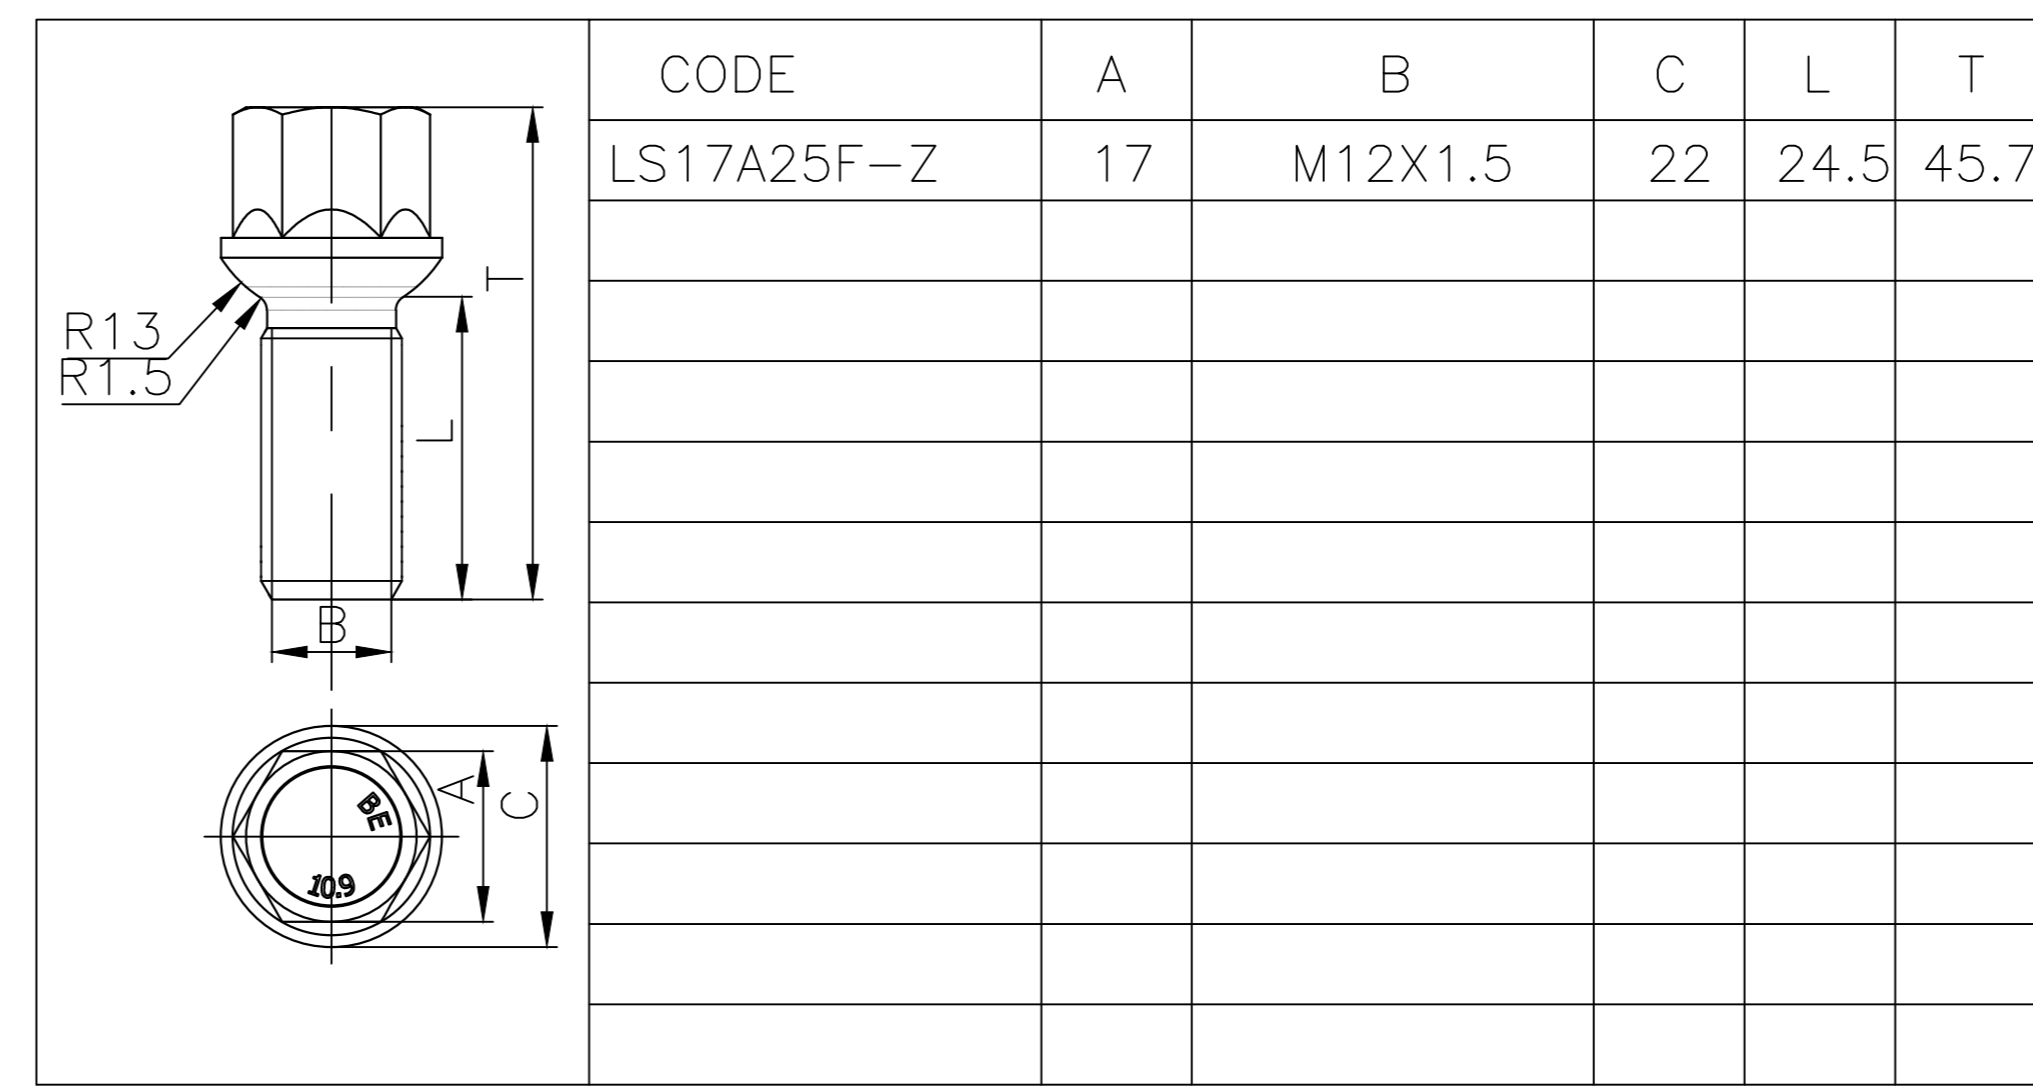 CODE A B C L T
LS17A25F-Z 17 M12X1.5 22 24.5 45.7
T
R13
R1.5
L
B
A
C
BE
10.9